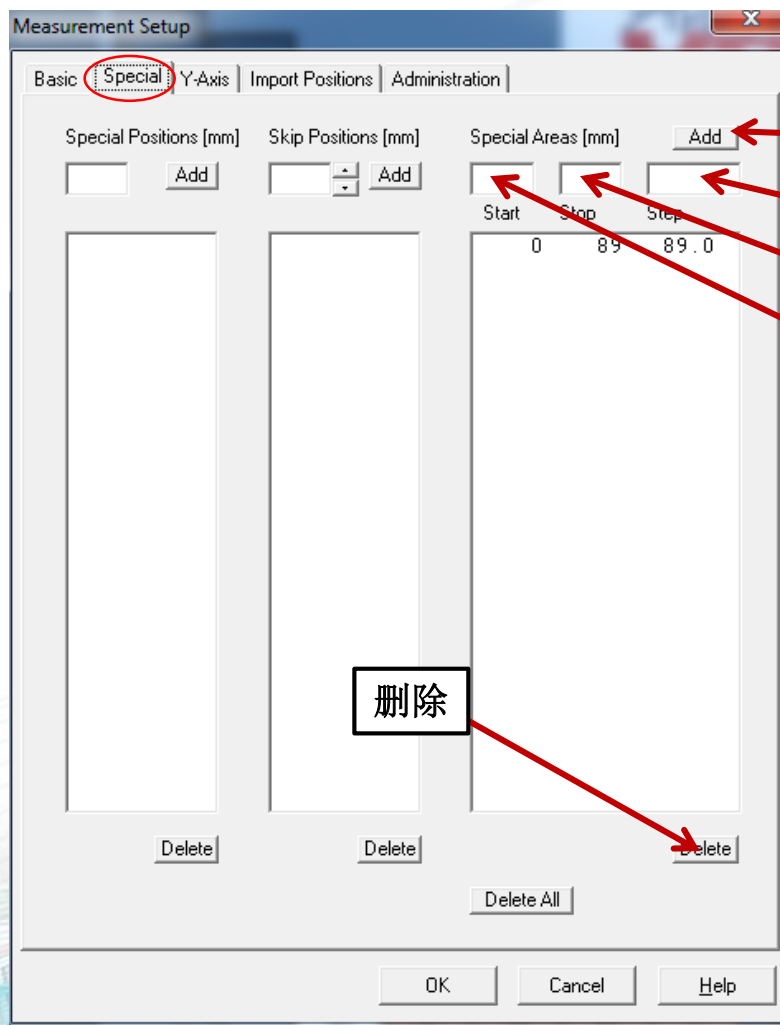 Measurement Setup
Basic Special Y-Axis Import Positions Administration
Special Positions [mm] Skip Positions [mm] Special Areas [mm] Add
Add Add
Start Stop Step
0 89 89.0
删除
Delete Delete Delete
Delete All
OK Cancel Help